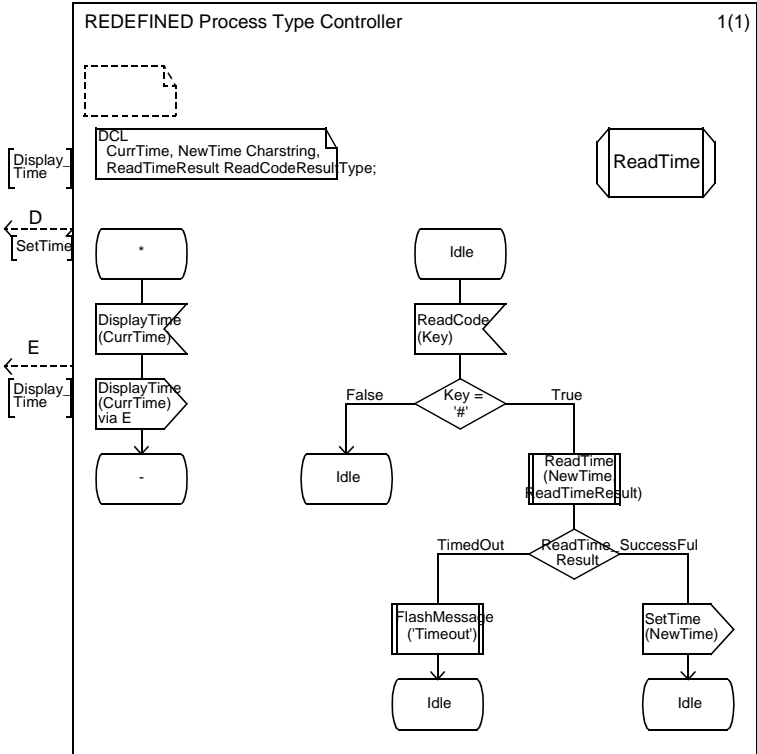 REDEFINED Process Type Controller
1(1)
DCL
CurrTime, NewTime Charstring,
ReadTimeResult ReadCodeResultType;
ReadTime
[Display_
Time]
D
[SetTime]
E
[Display_
Time]
*
DisplayTime
(CurrTime)
DisplayTime
(CurrTime)
via E
-
Idle
ReadCode
(Key)
Key =
'#'
False
True
Idle
ReadTime
(NewTime,
ReadTimeResult)
ReadTime_
Result
TimedOut
SuccessFul
FlashMessage
('Timeout')
Idle
SetTime
(NewTime)
Idle